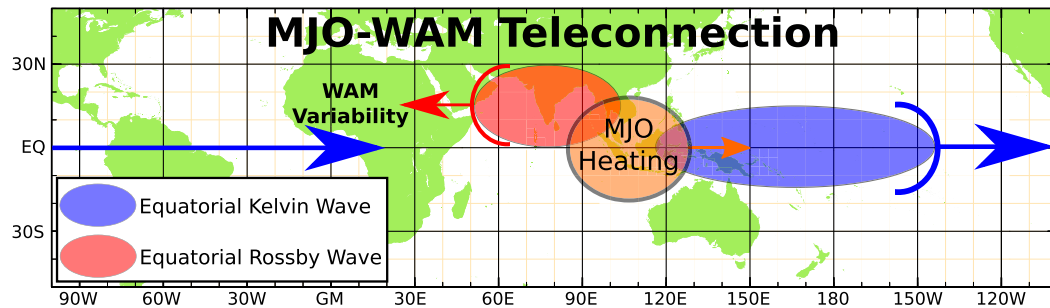 MJO-WAM Teleconnection
30N
WAM
Variability
MJO
Heating
EQ
Equatorial Kelvin Wave
30S
Equatorial Rossby Wave
90W 60W 30W GM 30E 60E 90E 120E 150E 180 150W 120W